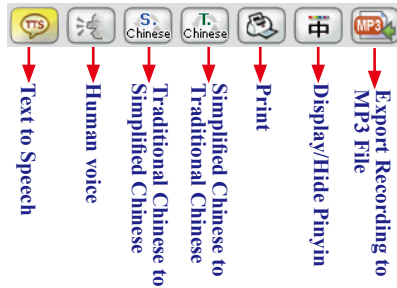 TTS
S.
Chinese
T.
Chinese
中
MP3
Text to Speech
Human voice
Traditional Chinese to
Simplified Chinese
Simplified Chinese to
Traditional Chinese
Print
Display/Hide Pinyin
Export Recording to
MP3 File